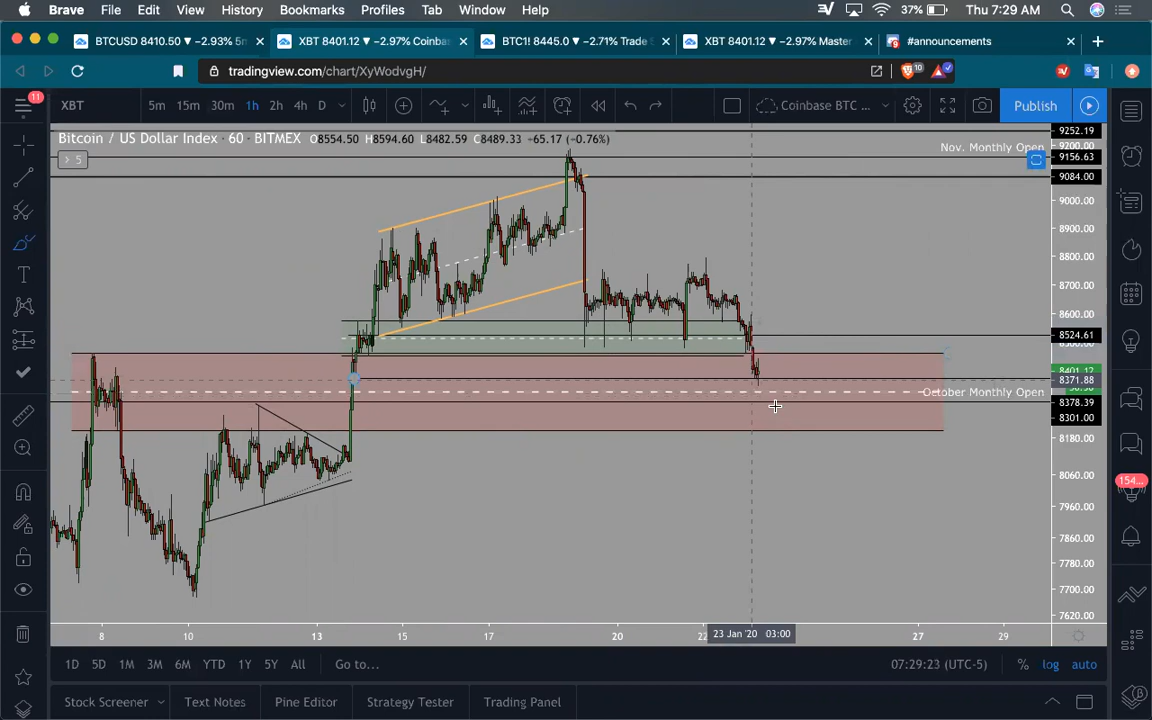 Brave File Edit View History Bookmarks Profiles Tab Window Help 37% Thu 7:29 AM
BTCUSD 8410.50 ▼ −2.93% 5m × XBT 8401.12 ▼ −2.97% Coinba × BTC1! 8445.0 ▼ −2.71% Trade S × XBT 8401.12 ▼ −2.97% Master × #announcements × +
tradingview.com/chart/XyWodvgH/ 10
11 XBT 5m 15m 30m 1h 2h 4h D Coinbase BTC ... Publish
Bitcoin / US Dollar Index · 60 · BITMEX O8554.50 H8594.60 L8482.59 C8489.33 +65.17 (−0.76%)
> 5
9252.19
Nov. Monthly Open 9200.00
9156.63
9084.00
9000.00
8900.00
8800.00
8700.00
8600.00
8524.61
8401.12
8371.88
October Monthly Open
8378.39
8301.00
8180.00
8060.00
154...
7960.00
7860.00
7780.00
7700.00
7620.00
8 10 13 15 17 20 22 23 Jan '20 03:00 27 29
1D 5D 1M 3M 6M YTD 1Y 5Y All Go to... 07:29:23 (UTC-5) % log auto
Stock Screener Text Notes Pine Editor Strategy Tester Trading Panel